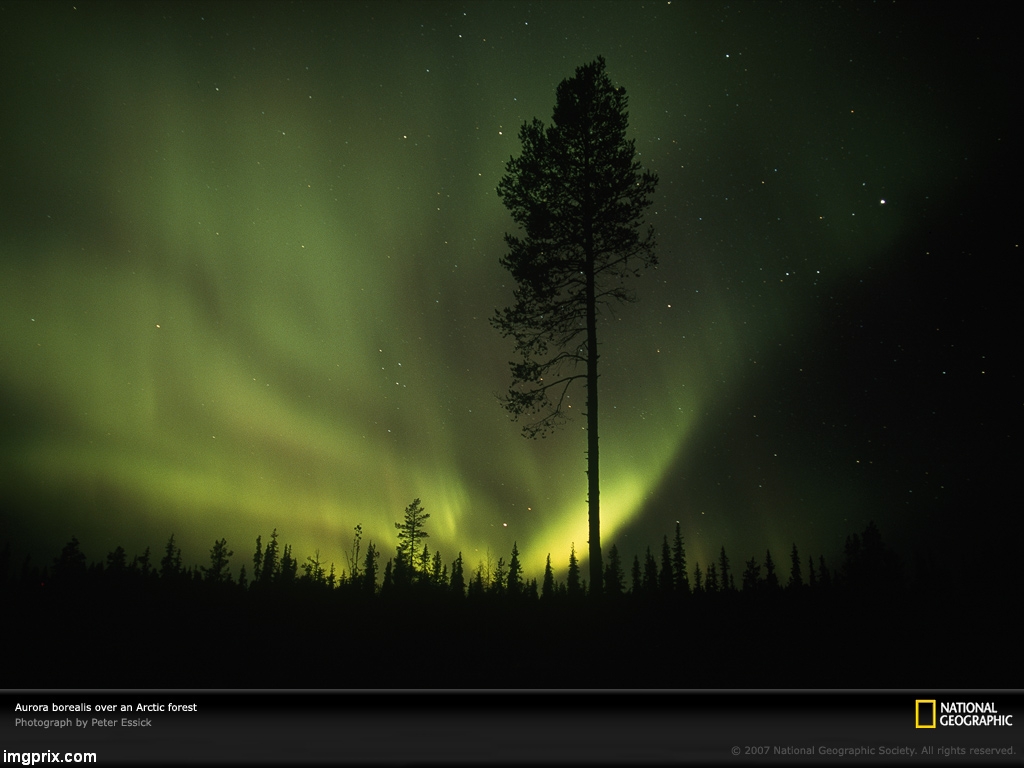 Aurora borealis over an Arctic forest
Photograph by Peter Essick
NATIONAL
GEOGRAPHIC
© 2007 National Geographic Society. All rights reserved.
imgprix.com